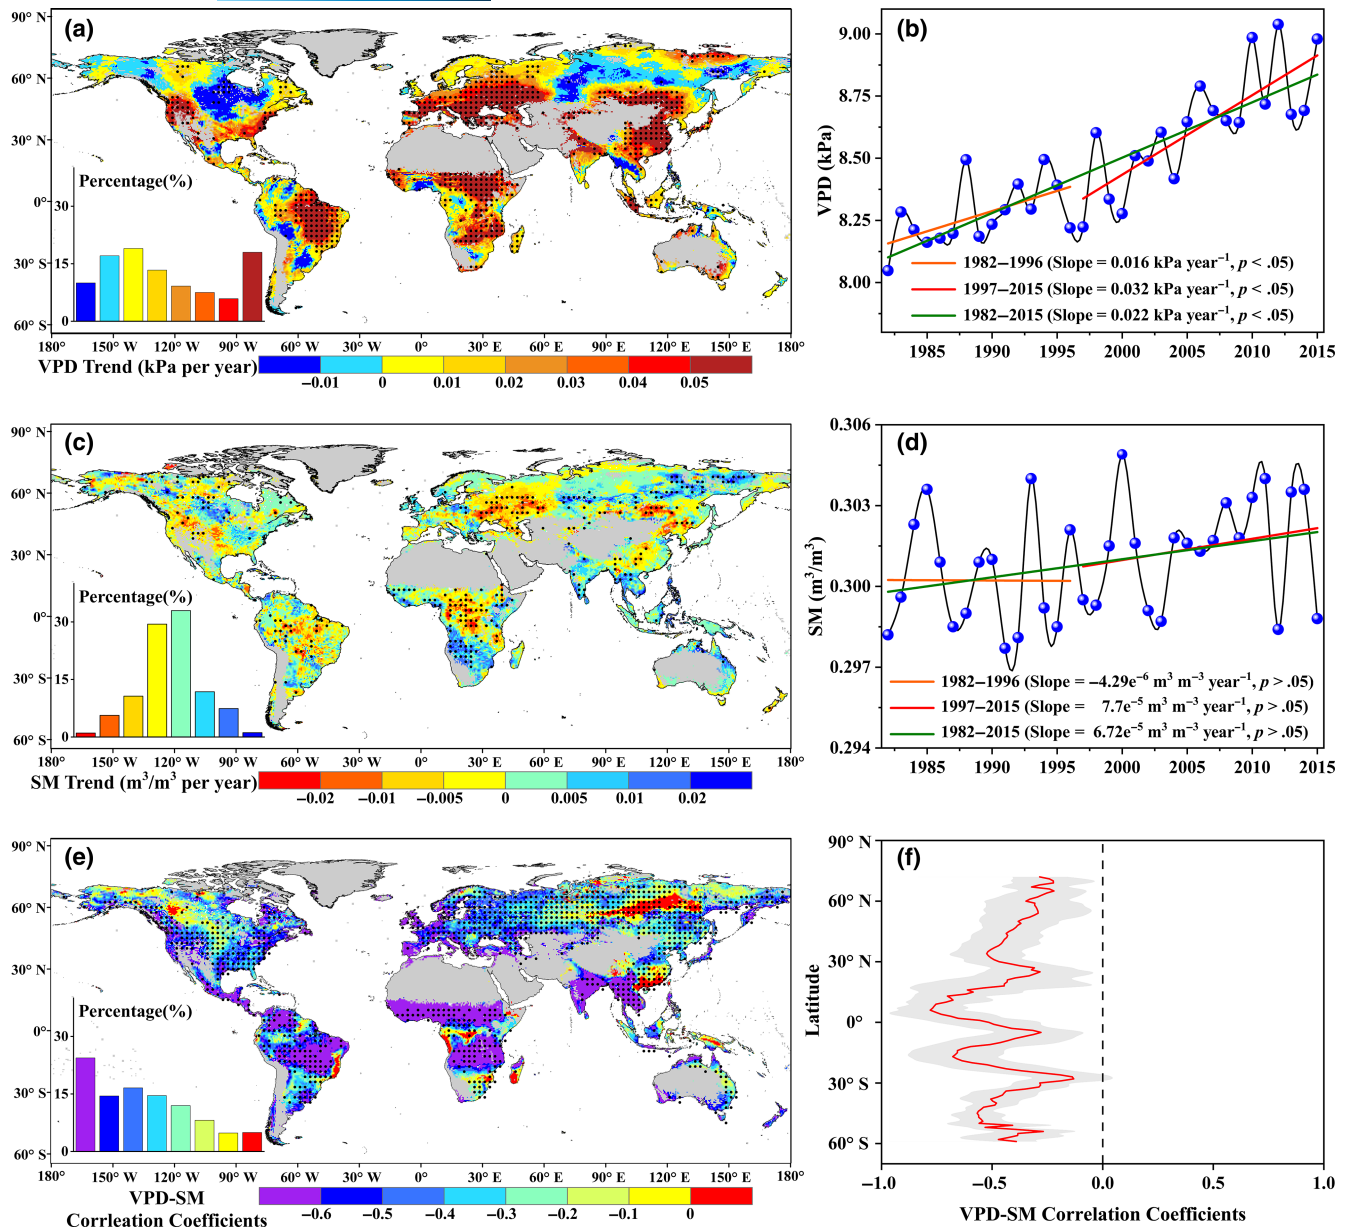 (a)
90° N
60° N
30° N
0°
30° S
60° S
Percentage(%)
30
15
0
180° 150° W 120° W 90° W 60° W 30° W 0° 30° E 60 E 90° E 120° E 150° E 180°
VPD Trend (kPa per year)
−0.01 0 0.01 0.02 0.03 0.04 0.05
(b)
VPD (kPa)
9.00
8.75
8.50
8.25
8.00
1982−1996 (Slope = 0.016 kPa year⁻¹, p < .05)
1997−2015 (Slope = 0.032 kPa year⁻¹, p < .05)
1982−2015 (Slope = 0.022 kPa year⁻¹, p < .05)
1985 1990 1995 2000 2005 2010 2015
(c)
90° N
60° N
30° N
0°
30° S
60° S
Percentage(%)
30
15
0
180° 150° W 120° W 90° W 60° W 30° W 0° 30° E 60 E 90° E 120° E 150° E 180°
SM Trend (m³/m³ per year)
−0.02 −0.01 −0.005 0 0.005 0.01 0.02
(d)
SM (m³/m³)
0.306
0.303
0.300
0.297
0.294
1982−1996 (Slope = −4.29e⁻⁶ m³ m⁻³ year⁻¹, p > .05)
1997−2015 (Slope = 7.7e⁻⁵ m³ m⁻³ year⁻¹, p > .05)
1982−2015 (Slope = 6.72e⁻⁵ m³ m⁻³ year⁻¹, p > .05)
1985 1990 1995 2000 2005 2010 2015
(e)
90° N
60° N
30° N
0°
30° S
60° S
Percentage(%)
30
15
0
180° 150° W 120° W 90° W 60° W 30° W 0° 30° E 60 E 90° E 120° E 150° E 180°
VPD-SM
Corrleation Coefficients
−0.6 −0.5 −0.4 −0.3 −0.2 −0.1 0
(f)
Latitude
90° N
60° N
30° N
0°
30° S
60° S
−1.0 −0.5 0.0 0.5 1.0
VPD-SM Correlation Coefficients